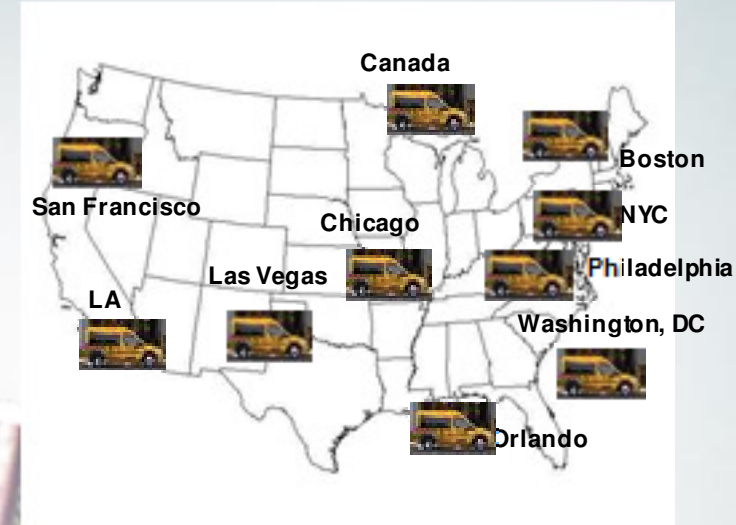 Canada
Boston
San Francisco
NYC
Chicago
Philadelphia
Las Vegas
LA
Washington, DC
Orlando